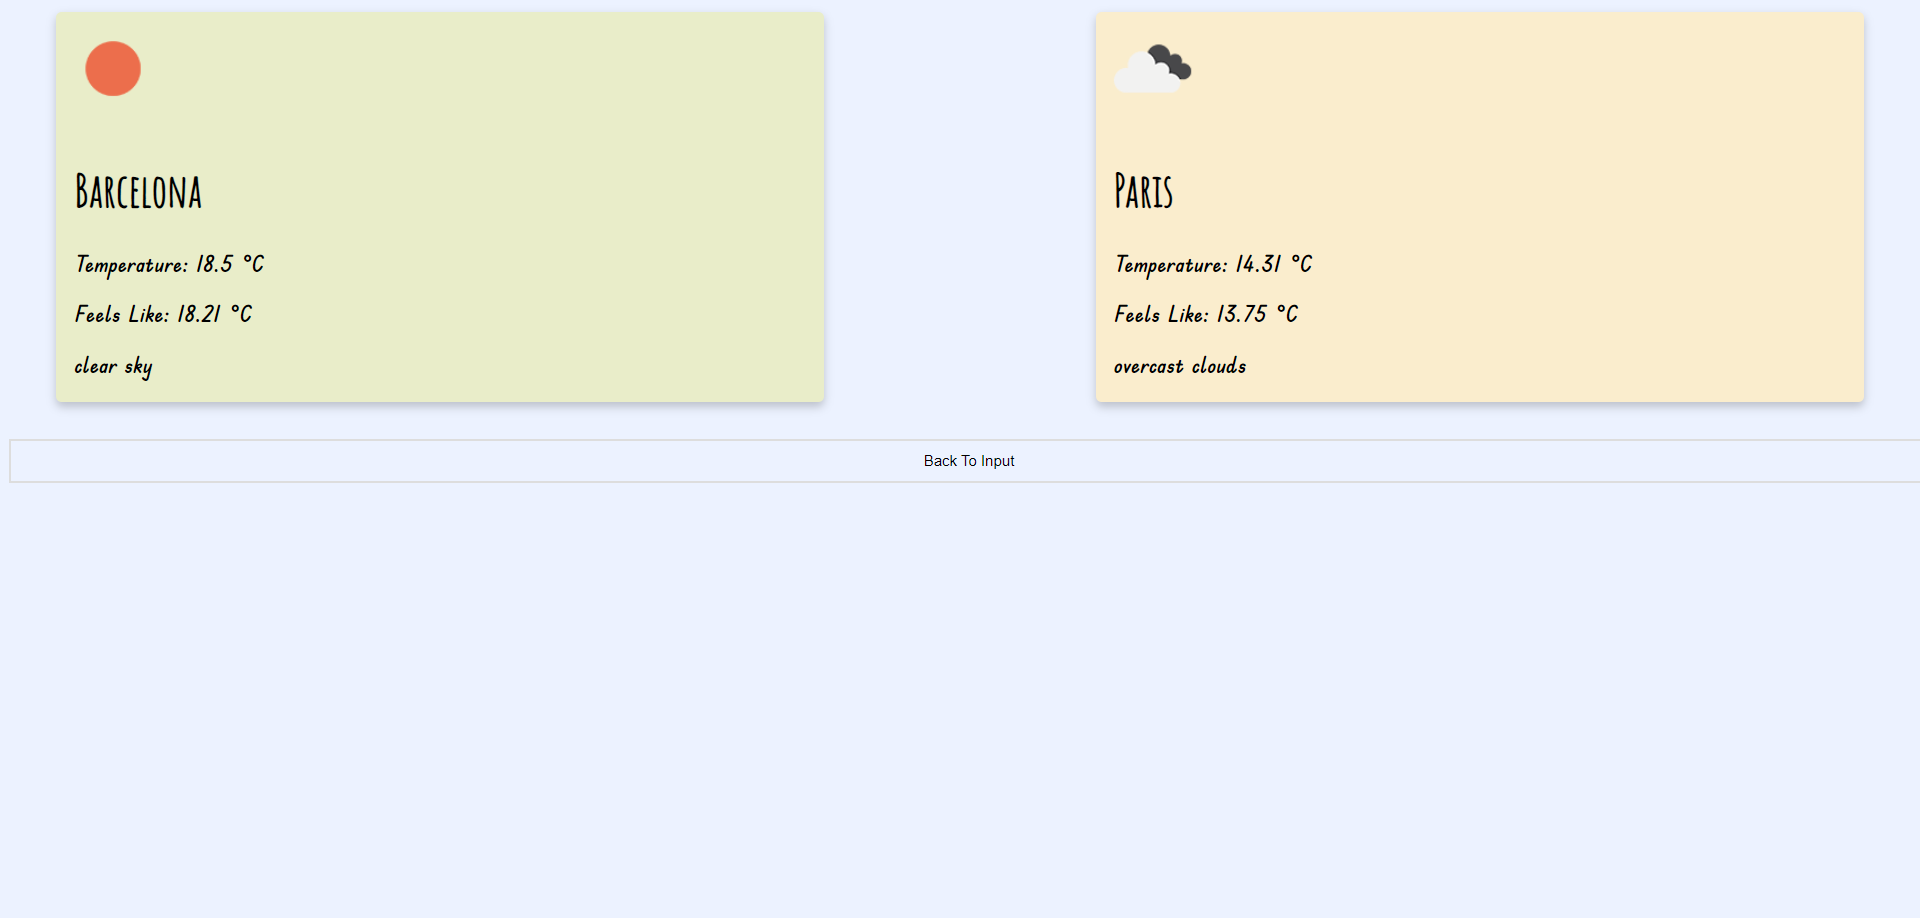 Barcelona
Temperature: 18.5 °C
Feels Like: 18.21 °C
clear sky
Paris
Temperature: 14.31 °C
Feels Like: 13.75 °C
overcast clouds
Back To Input